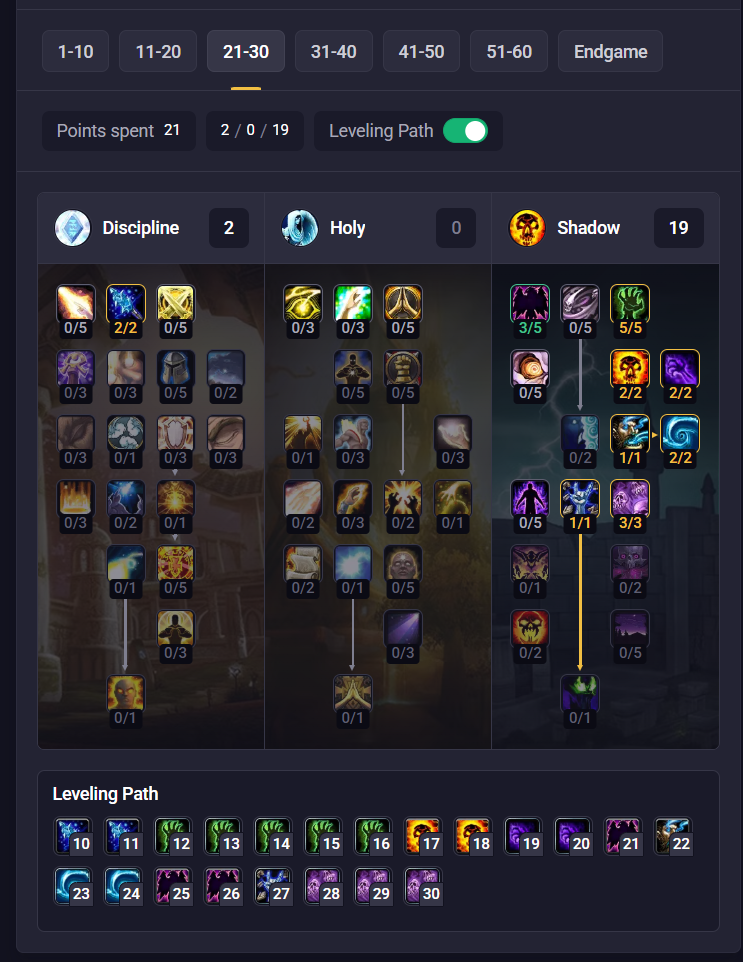 1-10 11-20 21-30 31-40 41-50 51-60 Endgame
Points spent 21 2 / 0 / 19 Leveling Path
Discipline 2 Holy 0 Shadow 19
0/5 2/2 0/5 0/3 0/3 0/5 3/5 0/5 5/5
0/3 0/3 0/5 0/2 0/5 0/5 0/5 2/2 2/2
0/3 0/1 0/3 0/3 0/1 0/3 0/3 0/2 1/1 2/2
0/3 0/2 0/1 0/2 0/3 0/2 0/1 0/5 1/1 3/3
0/1 0/5 0/2 0/1 0/5 0/1 0/2
0/3 0/3 0/2 0/5
0/1 0/1 0/1
Leveling Path
10 11 12 13 14 15 16 17 18 19 20 21 22
23 24 25 26 27 28 29 30